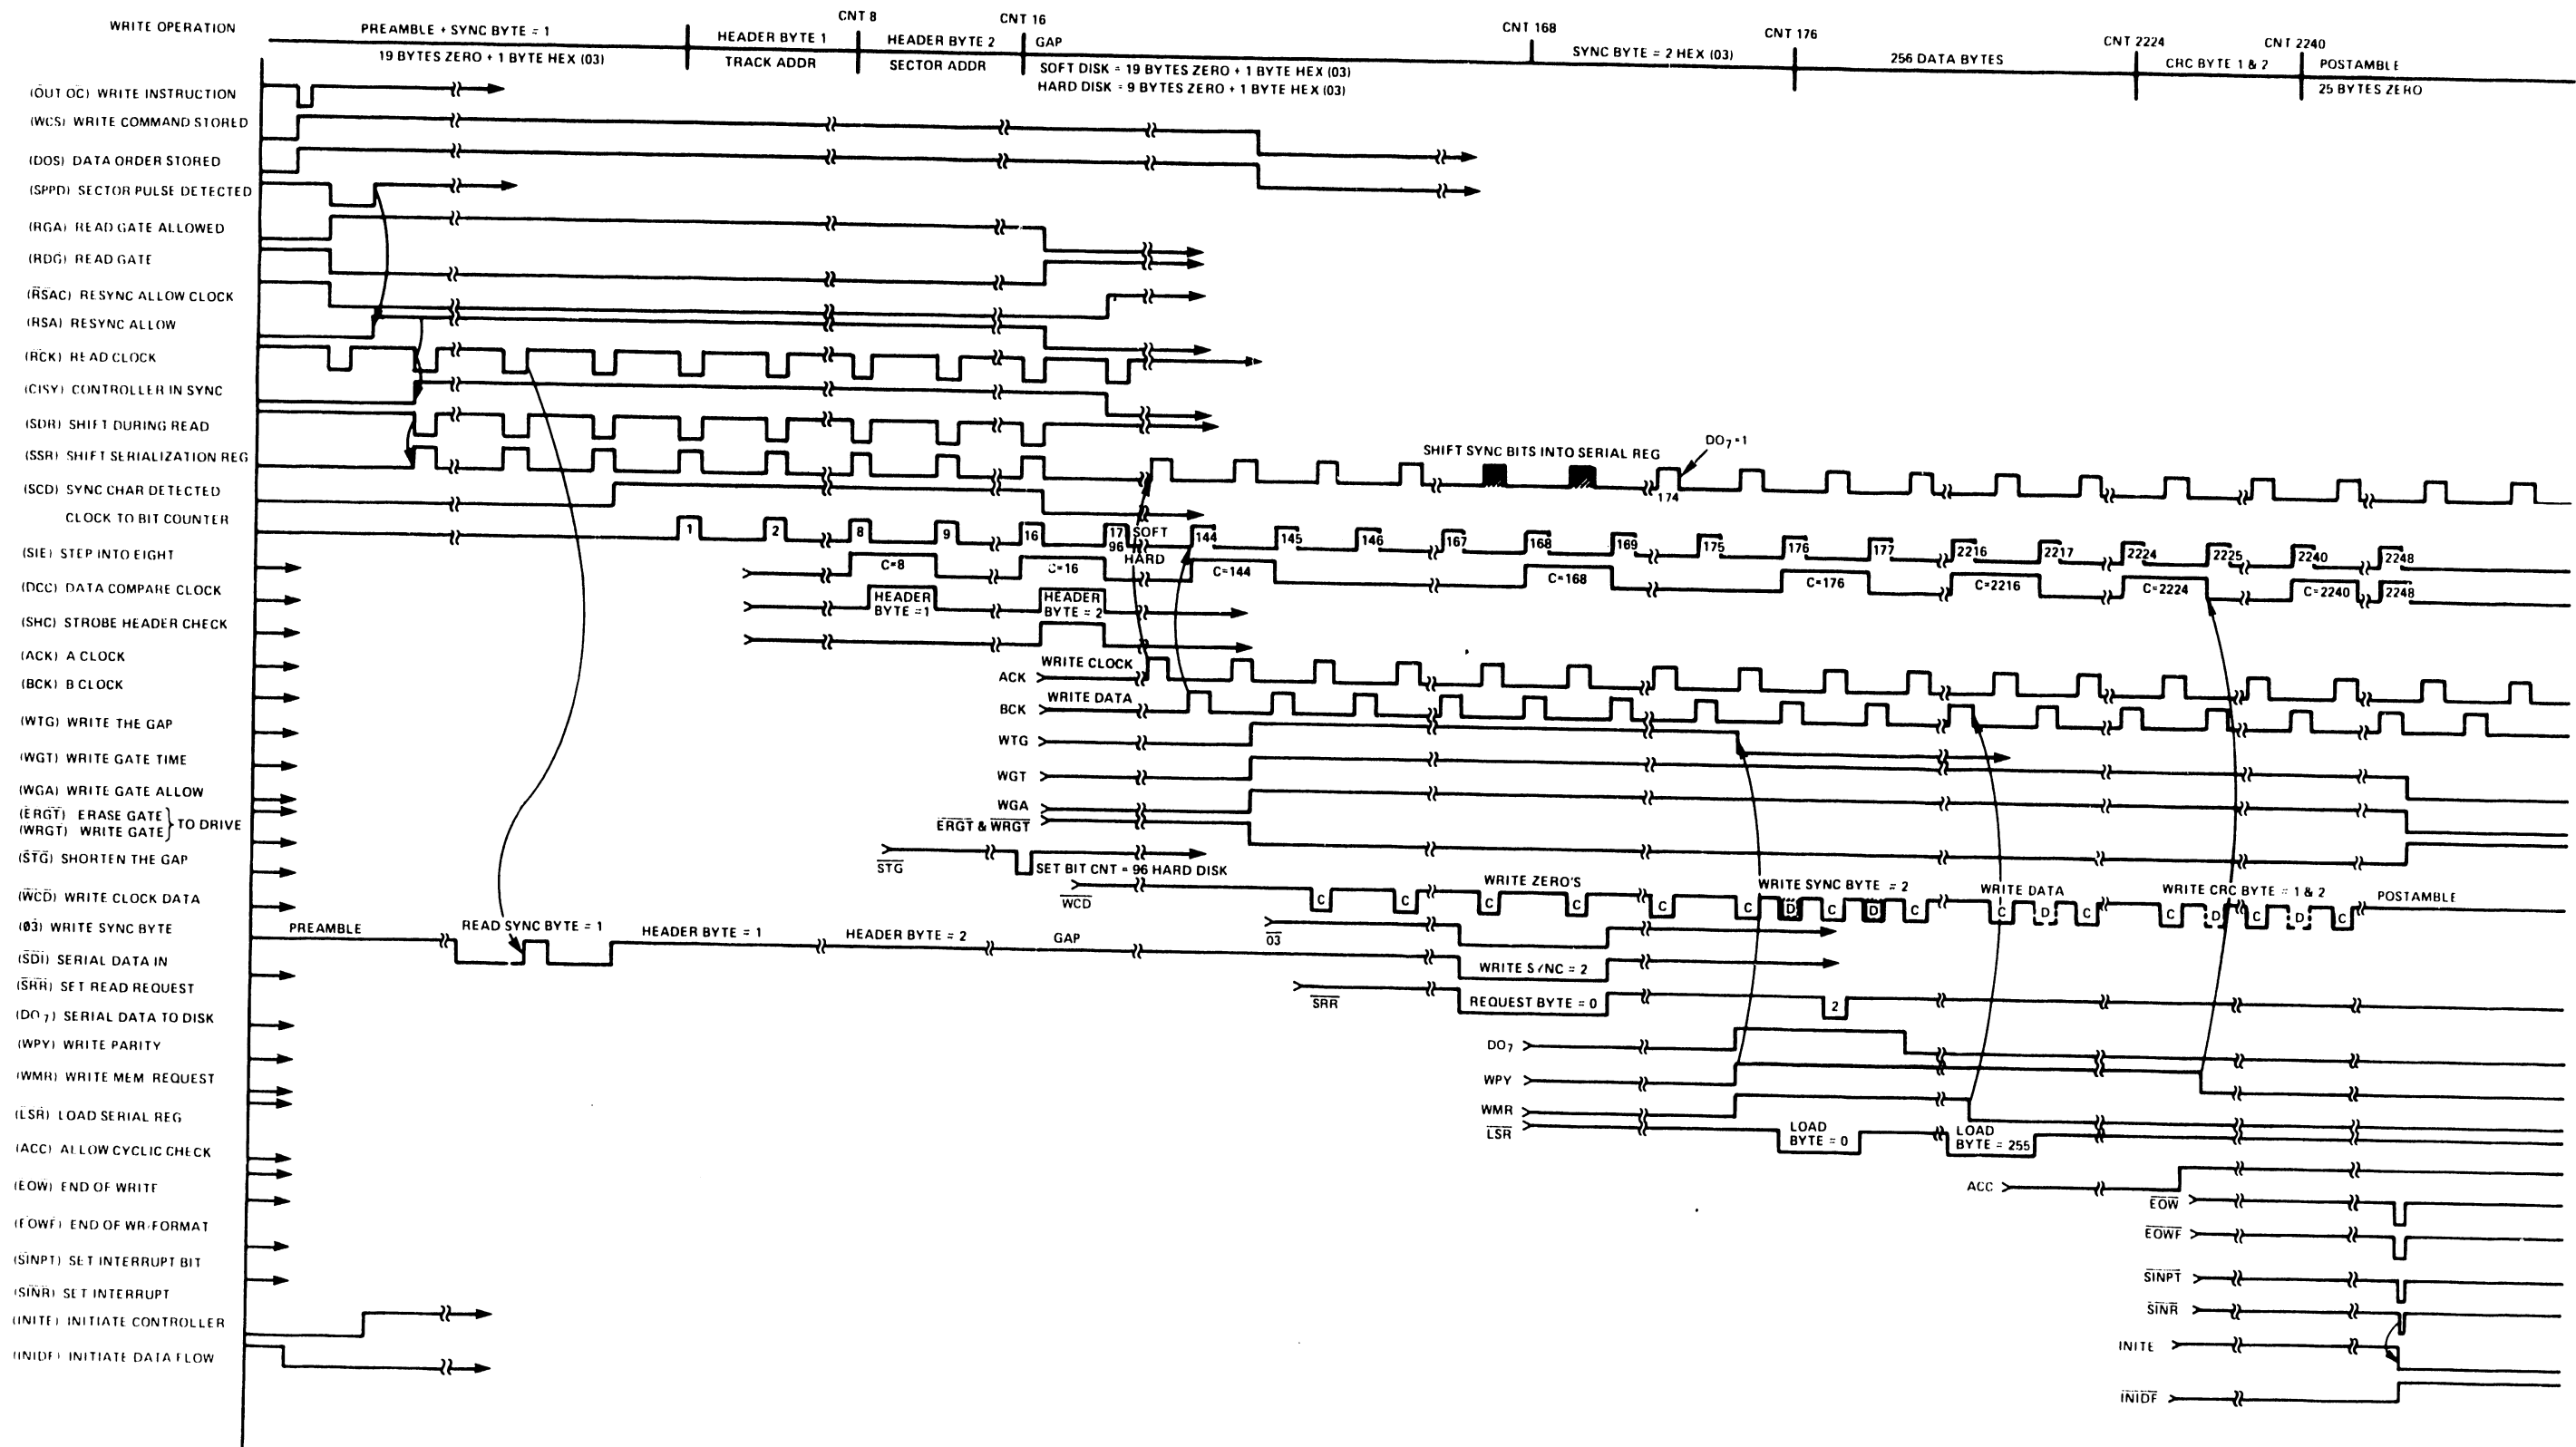 WRITE OPERATION
PREAMBLE + SYNC BYTE = 1
19 BYTES ZERO + 1 BYTE HEX (03)
HEADER BYTE 1
TRACK ADDR
CNT 8
HEADER BYTE 2
SECTOR ADDR
CNT 16
GAP
SOFT DISK = 19 BYTES ZERO + 1 BYTE HEX (03)
HARD DISK = 9 BYTES ZERO + 1 BYTE HEX (03)
CNT 168
SYNC BYTE = 2 HEX (03)
CNT 176
256 DATA BYTES
CNT 2224
CRC BYTE 1 & 2
CNT 2240
POSTAMBLE
25 BYTES ZERO
(OUT OC) WRITE INSTRUCTION
(WCS) WRITE COMMAND STORED
(DOS) DATA ORDER STORED
(SPPD) SECTOR PULSE DETECTED
(RGA) READ GATE ALLOWED
(RDG) READ GATE
(RSAC) RESYNC ALLOW CLOCK
(RSA) RESYNC ALLOW
(RCK) READ CLOCK
(CISY) CONTROLLER IN SYNC
(SDR) SHIFT DURING READ
(SSR) SHIFT SERIALIZATION REG
SHIFT SYNC BITS INTO SERIAL REG
DO7=1
174
(SCD) SYNC CHAR DETECTED
CLOCK TO BIT COUNTER
1
2
8
9
16
17
96
SOFT
HARD
144
145
146
167
168
169
175
176
177
2216
2217
2224
2225
2240
2248
(SIE) STEP INTO EIGHT
C=8
C=16
C=144
C=168
C=176
C=2216
C=2224
C=2240
2248
(DCC) DATA COMPARE CLOCK
HEADER
BYTE =1
HEADER
BYTE = 2
(SHC) STROBE HEADER CHECK
(ACK) A CLOCK
WRITE CLOCK
ACK
(BCK) B CLOCK
WRITE DATA
BCK
(WTG) WRITE THE GAP
WTG
(WGT) WRITE GATE TIME
WGT
(WGA) WRITE GATE ALLOW
WGA
(ERGT) ERASE GATE
(WRGT) WRITE GATE
TO DRIVE
ERGT & WRGT
(STG) SHORTEN THE GAP
STG
SET BIT CNT = 96 HARD DISK
(WCD) WRITE CLOCK DATA
WCD
WRITE ZERO'S
WRITE SYNC BYTE = 2
WRITE DATA
WRITE CRC BYTE = 1 & 2
POSTAMBLE
C
C
C
C
C
C
D
C
D
C
C
D
C
C
D
C
D
C
(03) WRITE SYNC BYTE
03
PREAMBLE
READ SYNC BYTE = 1
HEADER BYTE = 1
HEADER BYTE = 2
GAP
(SDI) SERIAL DATA IN
WRITE SYNC = 2
(SRR) SET READ REQUEST
SRR
REQUEST BYTE = 0
2
(DO7) SERIAL DATA TO DISK
DO7
(WPY) WRITE PARITY
WPY
(WMR) WRITE MEM REQUEST
WMR
(LSR) LOAD SERIAL REG
LSR
LOAD
BYTE = 0
LOAD
BYTE = 255
(ACC) ALLOW CYCLIC CHECK
ACC
(EOW) END OF WRITE
EOW
(EOWF) END OF WR/FORMAT
EOWF
(SINPT) SET INTERRUPT BIT
SINPT
(SINR) SET INTERRUPT
SINR
(INITE) INITIATE CONTROLLER
INITE
(INIDF) INITIATE DATA FLOW
INIDF